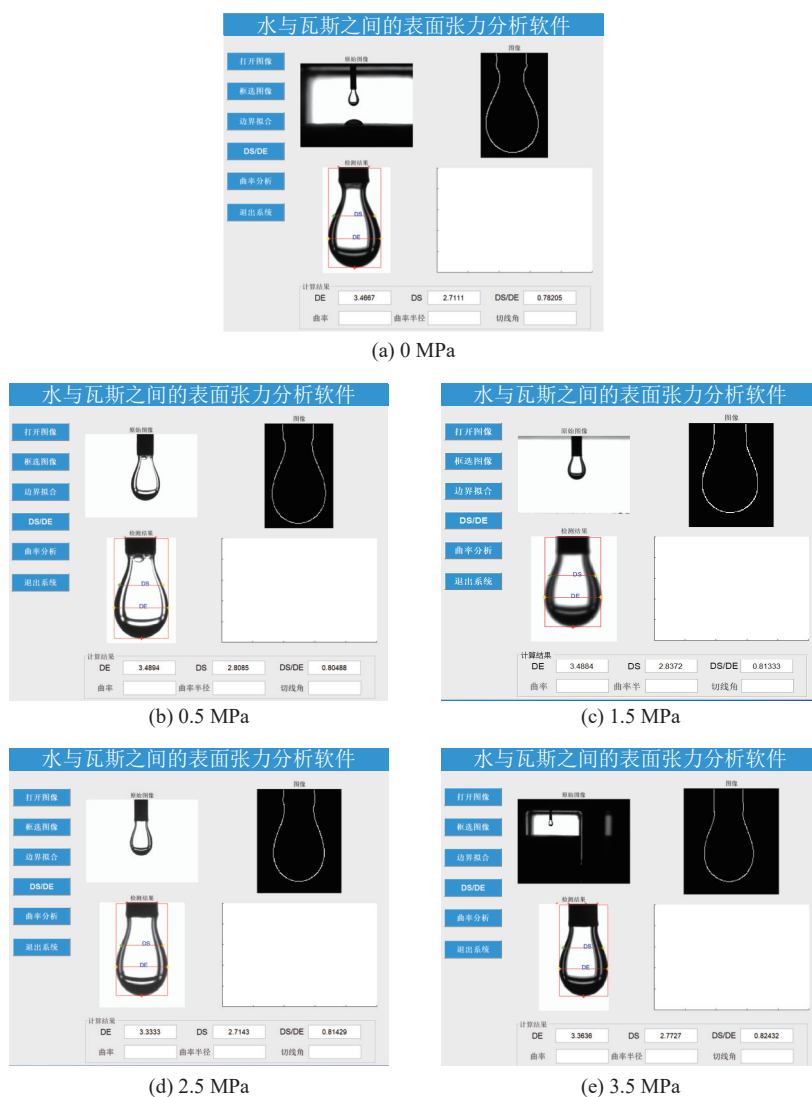 水与瓦斯之间的表面张力分析软件
打开图像
框选图像
边界拟合
DS/DE
曲率分析
退出系统
原始图像
图像
检测结果
DS
DE
计算结果
DE 3.4667 DS 2.7111 DS/DE 0.78205
曲率 曲率半径 切线角
(a) 0 MPa
水与瓦斯之间的表面张力分析软件
打开图像
框选图像
边界拟合
DS/DE
曲率分析
退出系统
原始图像
图像
检测结果
DS
DE
计算结果
DE 3.4894 DS 2.8085 DS/DE 0.80488
曲率 曲率半径 切线角
(b) 0.5 MPa
水与瓦斯之间的表面张力分析软件
打开图像
框选图像
边界拟合
DS/DE
曲率分析
退出系统
原始图像
图像
检测结果
DS
DE
计算结果
DE 3.4884 DS 2.8372 DS/DE 0.81333
曲率 曲率半 切线角
(c) 1.5 MPa
水与瓦斯之间的表面张力分析软件
打开图像
框选图像
边界拟合
DS/DE
曲率分析
退出系统
原始图像
图像
检测结果
DS
DE
计算结果
DE 3.3333 DS 2.7143 DS/DE 0.81429
曲率 曲率半径 切线角
(d) 2.5 MPa
水与瓦斯之间的表面张力分析软件
打开图像
框选图像
边界拟合
DS/DE
曲率分析
退出系统
原始图像
图像
检测结果
DS
DE
计算结果
DE 3.3636 DS 2.7727 DS/DE 0.82432
曲率 曲率半径 切线角
(e) 3.5 MPa